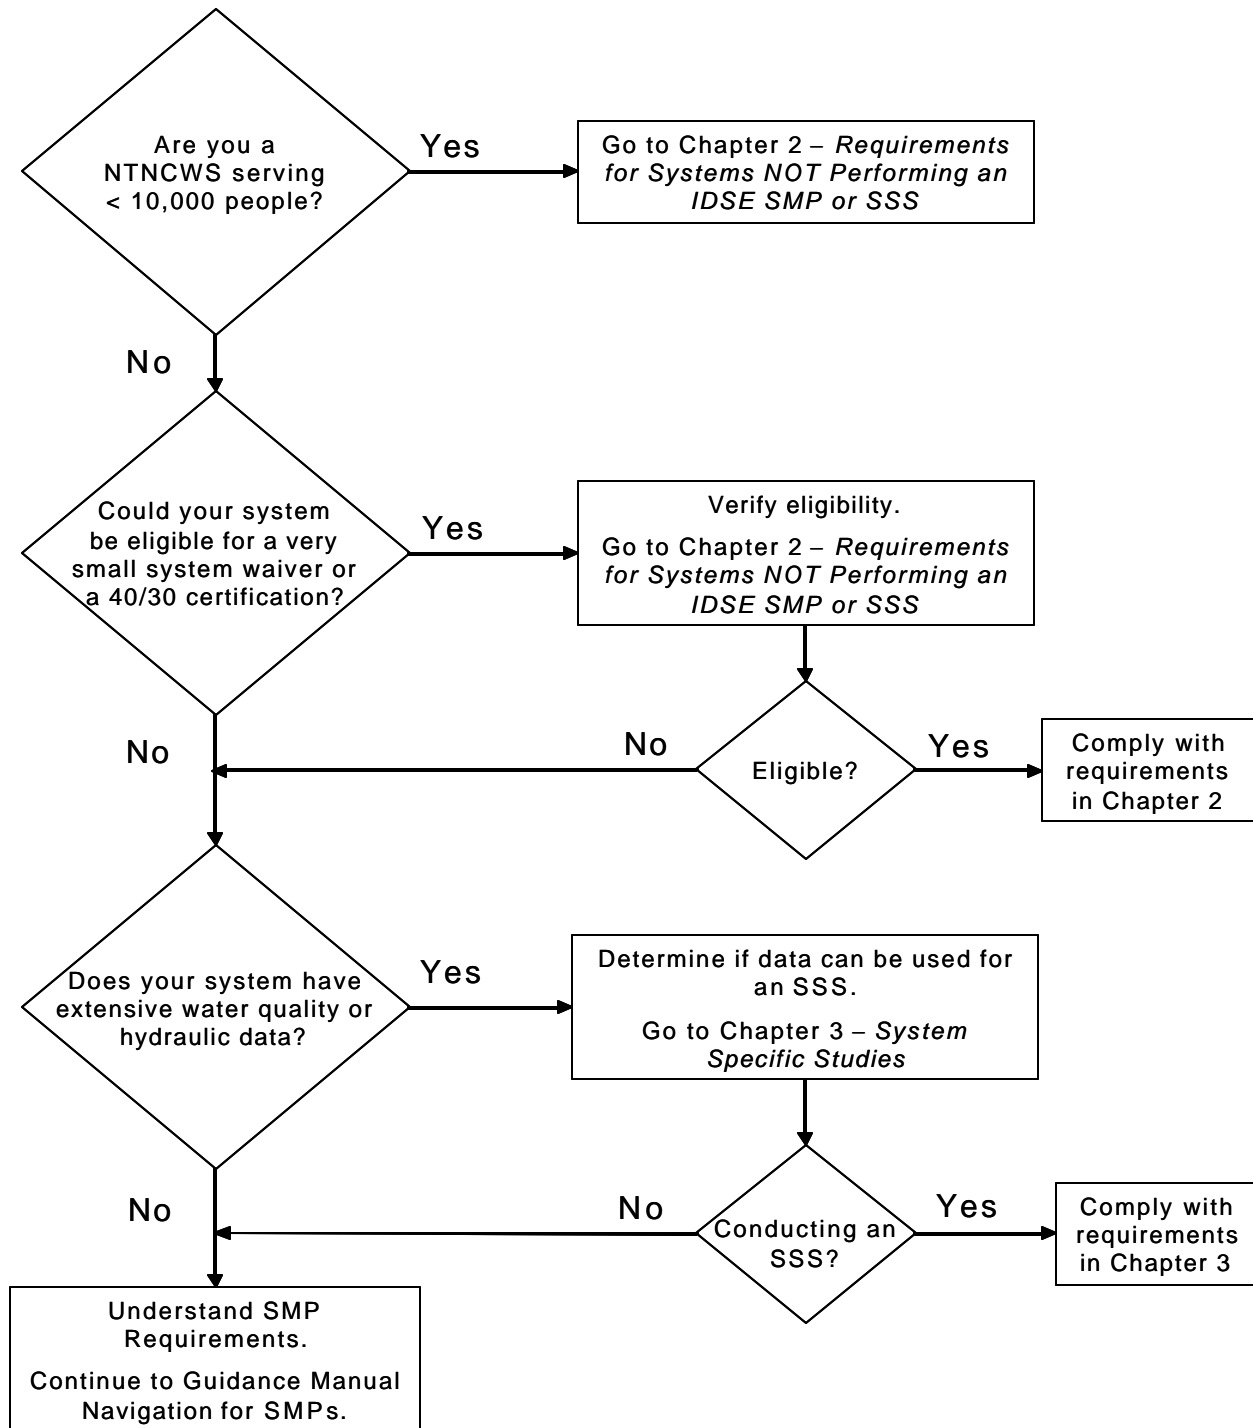 Are you a
NTNCWS serving
< 10,000 people?
Yes
Go to Chapter 2 – Requirements
for Systems NOT Performing an
IDSE SMP or SSS
No
Could your system
be eligible for a very
small system waiver or
a 40/30 certification?
Yes
Verify eligibility.
Go to Chapter 2 – Requirements
for Systems NOT Performing an
IDSE SMP or SSS
No
No
Eligible?
Yes
Comply with
requirements
in Chapter 2
Does your system have
extensive water quality or
hydraulic data?
Yes
Determine if data can be used for
an SSS.
Go to Chapter 3 – System
Specific Studies
No
No
Conducting an
SSS?
Yes
Comply with
requirements
in Chapter 3
Understand SMP
Requirements.
Continue to Guidance Manual
Navigation for SMPs.